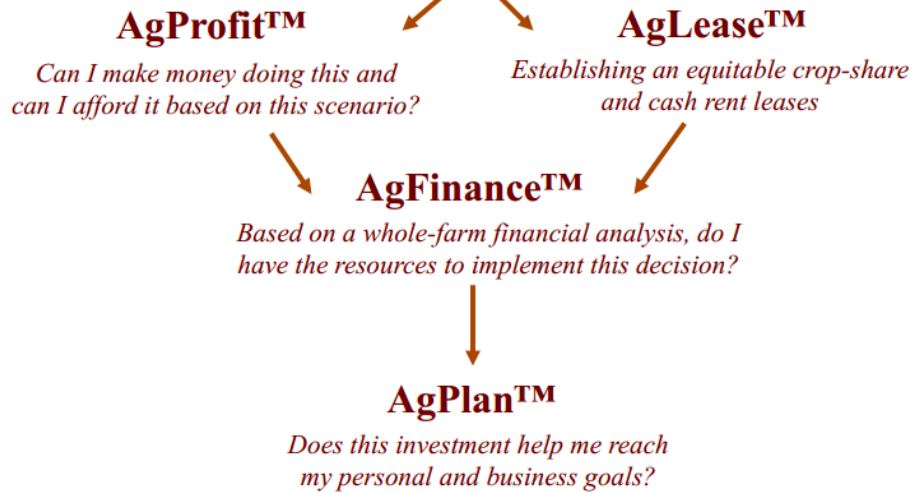 AgProfit™
Can I make money doing this and
can I afford it based on this scenario?
AgLease™
Establishing an equitable crop-share
and cash rent leases
AgFinance™
Based on a whole-farm financial analysis, do I
have the resources to implement this decision?
AgPlan™
Does this investment help me reach
my personal and business goals?